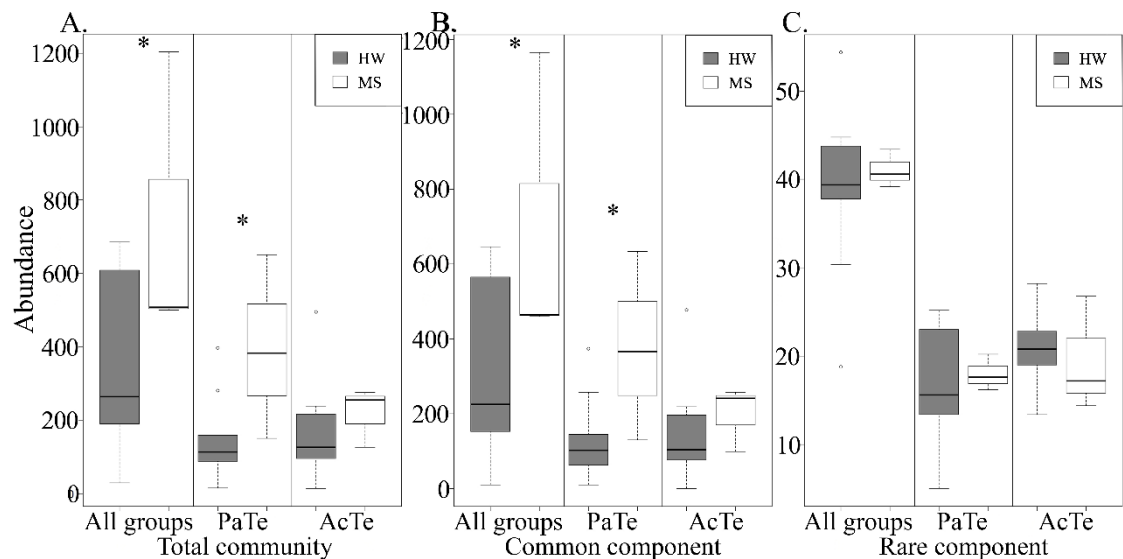 A.
*
*
HW
MS
1200
1000
800
600
400
200
0
Abundance
All groups PaTe AcTe
Total community
B.
*
*
HW
MS
1200
1000
800
600
400
200
0
All groups PaTe AcTe
Common component
C.
HW
MS
50
40
30
20
10
All groups PaTe AcTe
Rare component